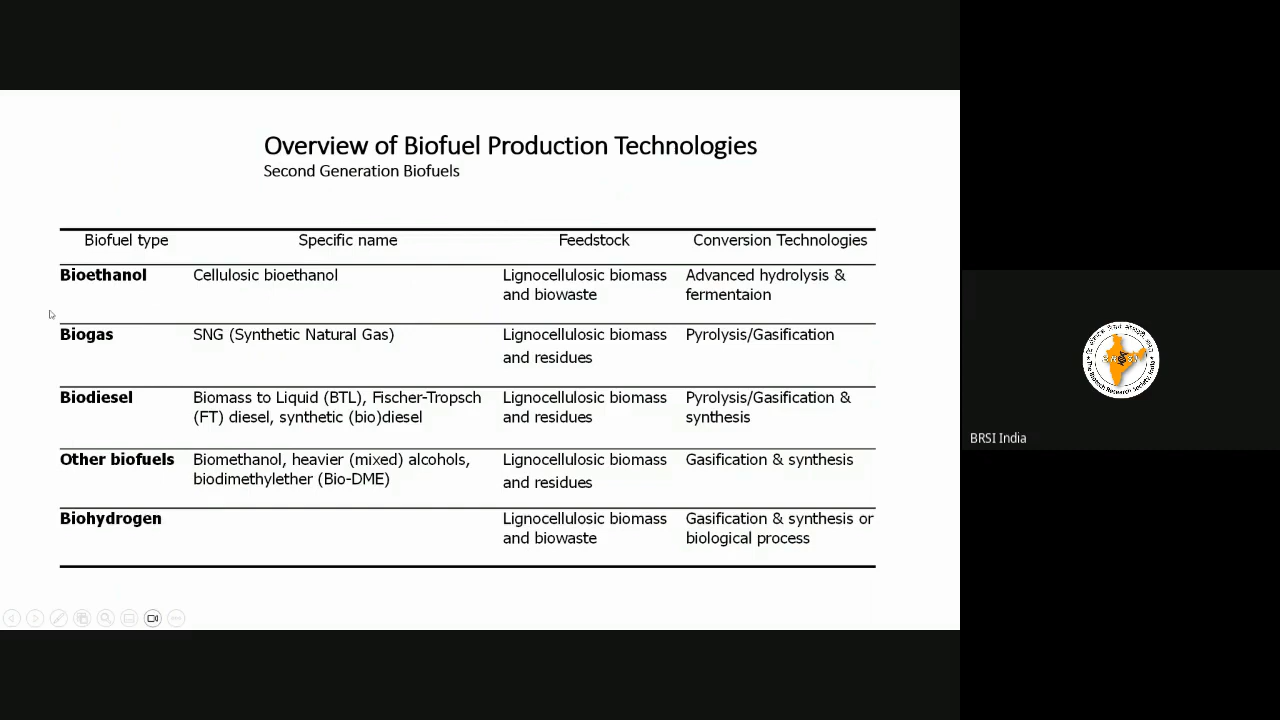 Overview of Biofuel Production Technologies
Second Generation Biofuels
Biofuel type Specific name Feedstock Conversion Technologies
Bioethanol Cellulosic bioethanol Lignocellulosic biomass Advanced hydrolysis &
and biowaste fermentaion
Biogas SNG (Synthetic Natural Gas) Lignocellulosic biomass Pyrolysis/Gasification
and residues
Biodiesel Biomass to Liquid (BTL), Fischer-Tropsch Lignocellulosic biomass Pyrolysis/Gasification &
(FT) diesel, synthetic (bio)diesel and residues synthesis
Other biofuels Biomethanol, heavier (mixed) alcohols, Lignocellulosic biomass Gasification & synthesis
biodimethylether (Bio-DME) and residues
Biohydrogen Lignocellulosic biomass Gasification & synthesis or
and biowaste biological process
BRSI India